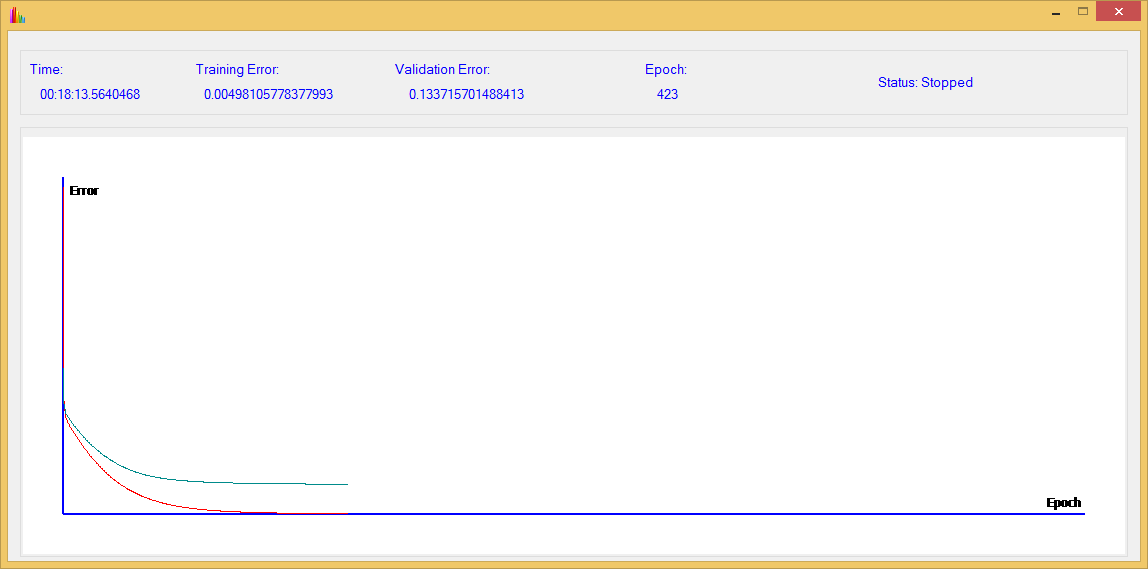 Time:
Training Error:
Validation Error:
Epoch:
Status: Stopped
00:18:13.5640468
0.00498105778377993
0.133715701488413
423
Error
Epoch